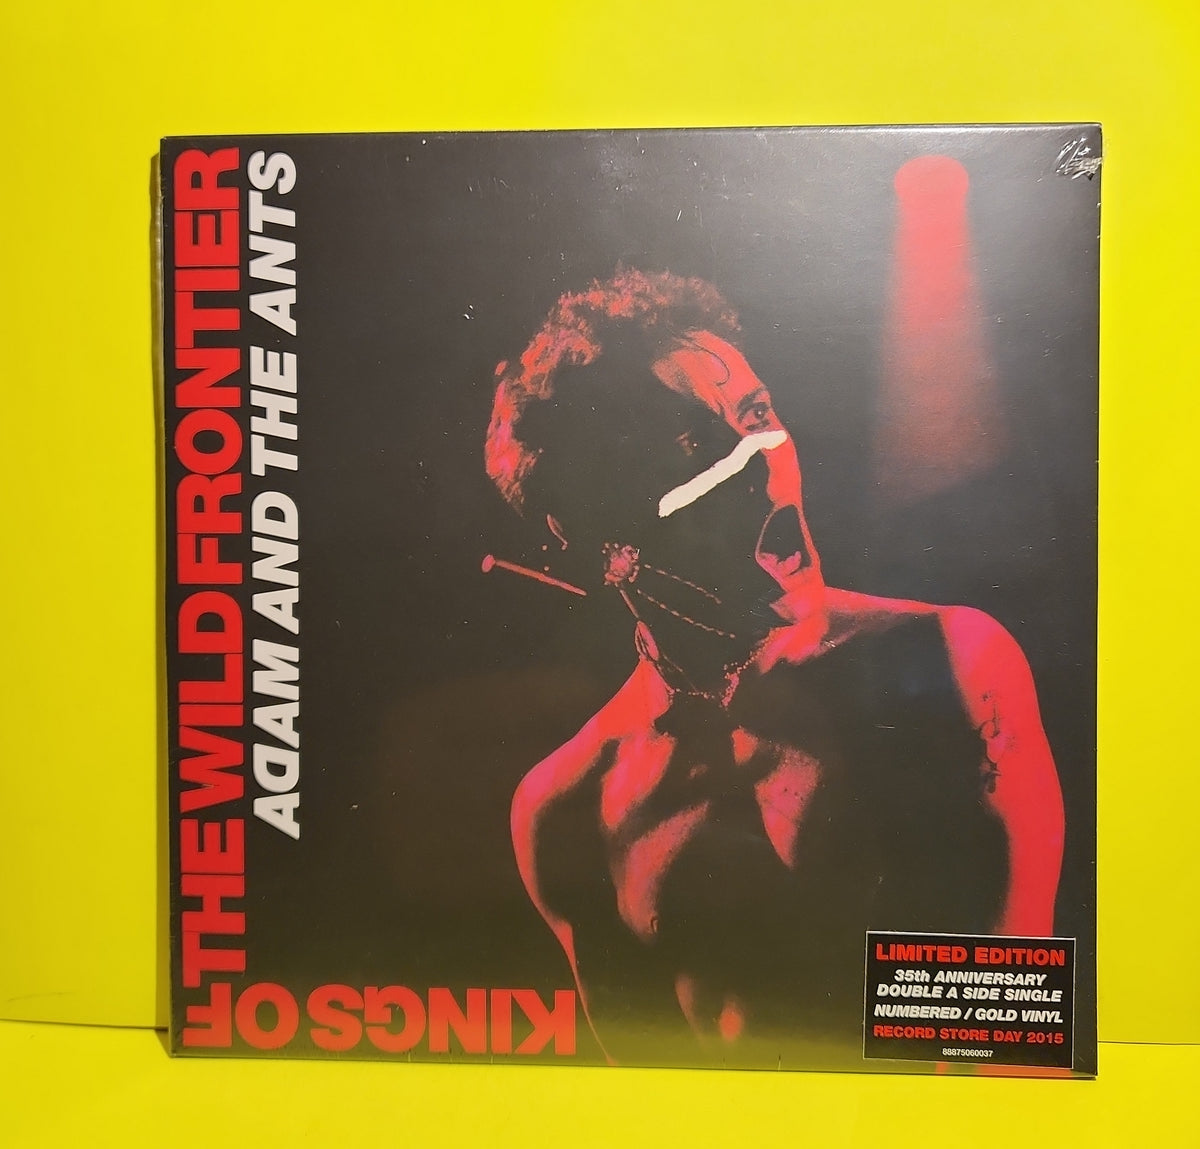 KINGS OF THE WILD FRONTIER
ADAM AND THE ANTS
LIMITED EDITION
35th ANNIVERSARY
DOUBLE A SIDE SINGLE
NUMBERED / GOLD VINYL
RECORD STORE DAY 2015
88875060037